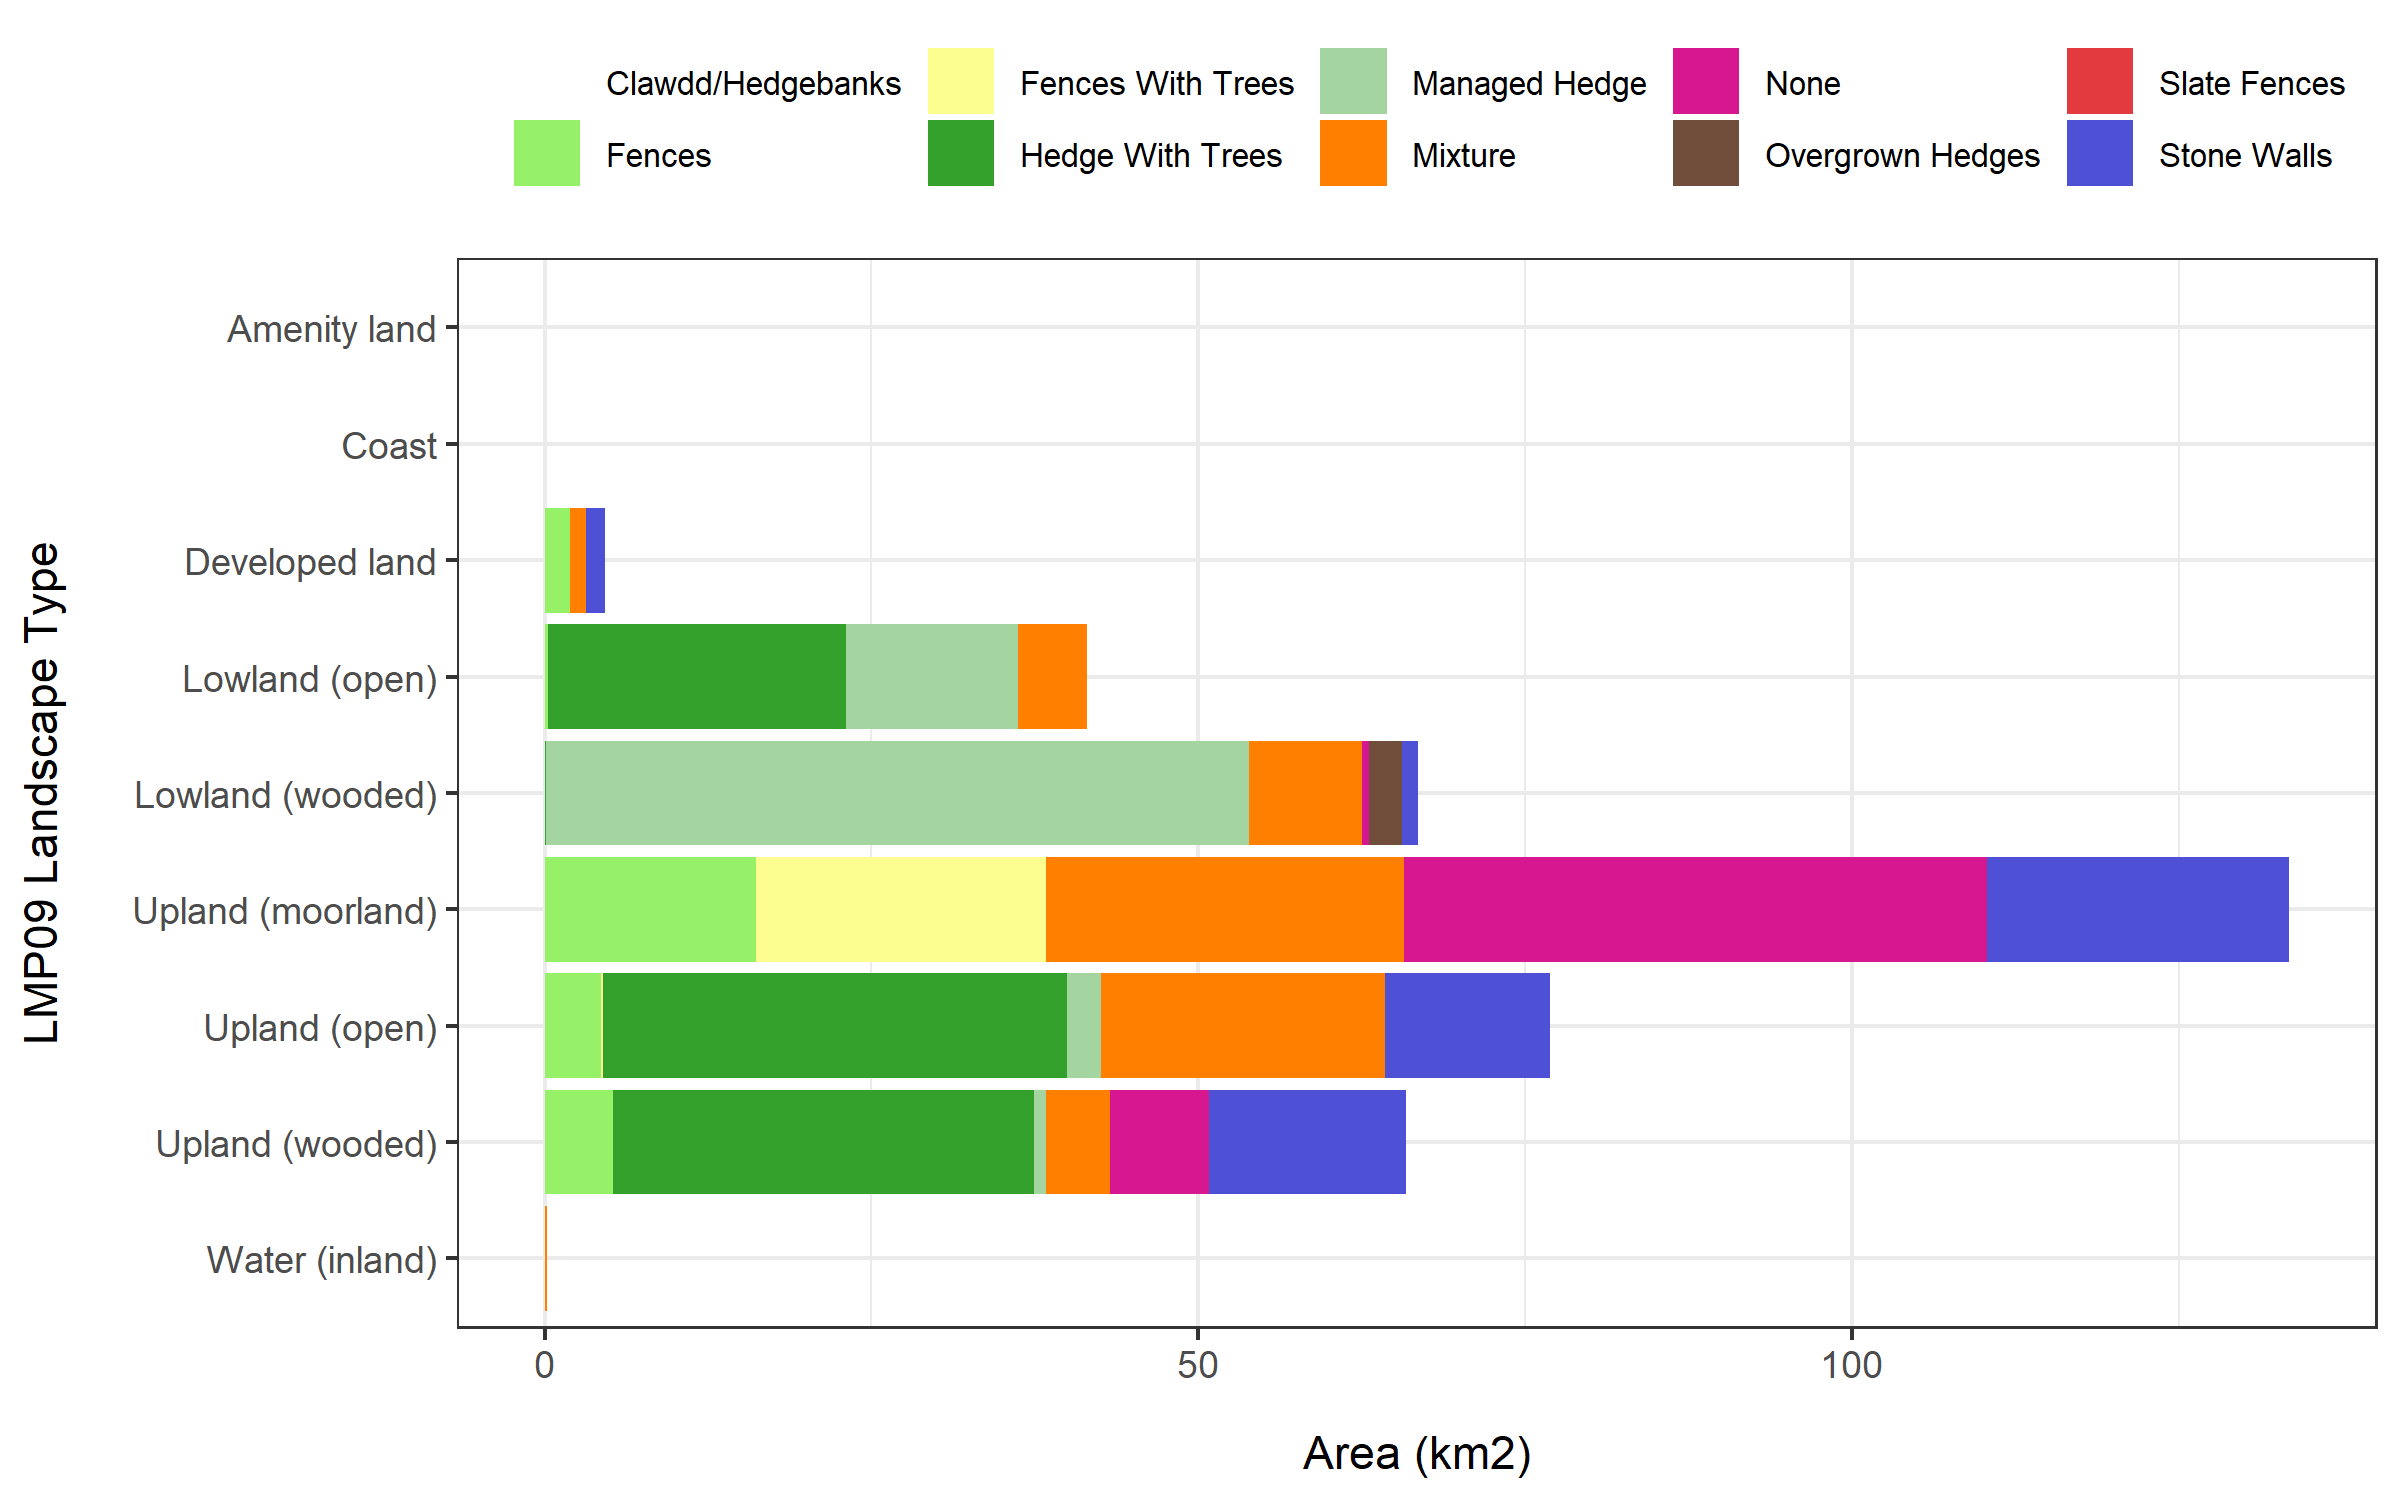 Clawdd/Hedgebanks Fences With Trees Managed Hedge None Slate Fences
Fences Hedge With Trees Mixture Overgrown Hedges Stone Walls
LMP09 Landscape Type
Amenity land
Coast
Developed land
Lowland (open)
Lowland (wooded)
Upland (moorland)
Upland (open)
Upland (wooded)
Water (inland)
0 50 100
Area (km2)